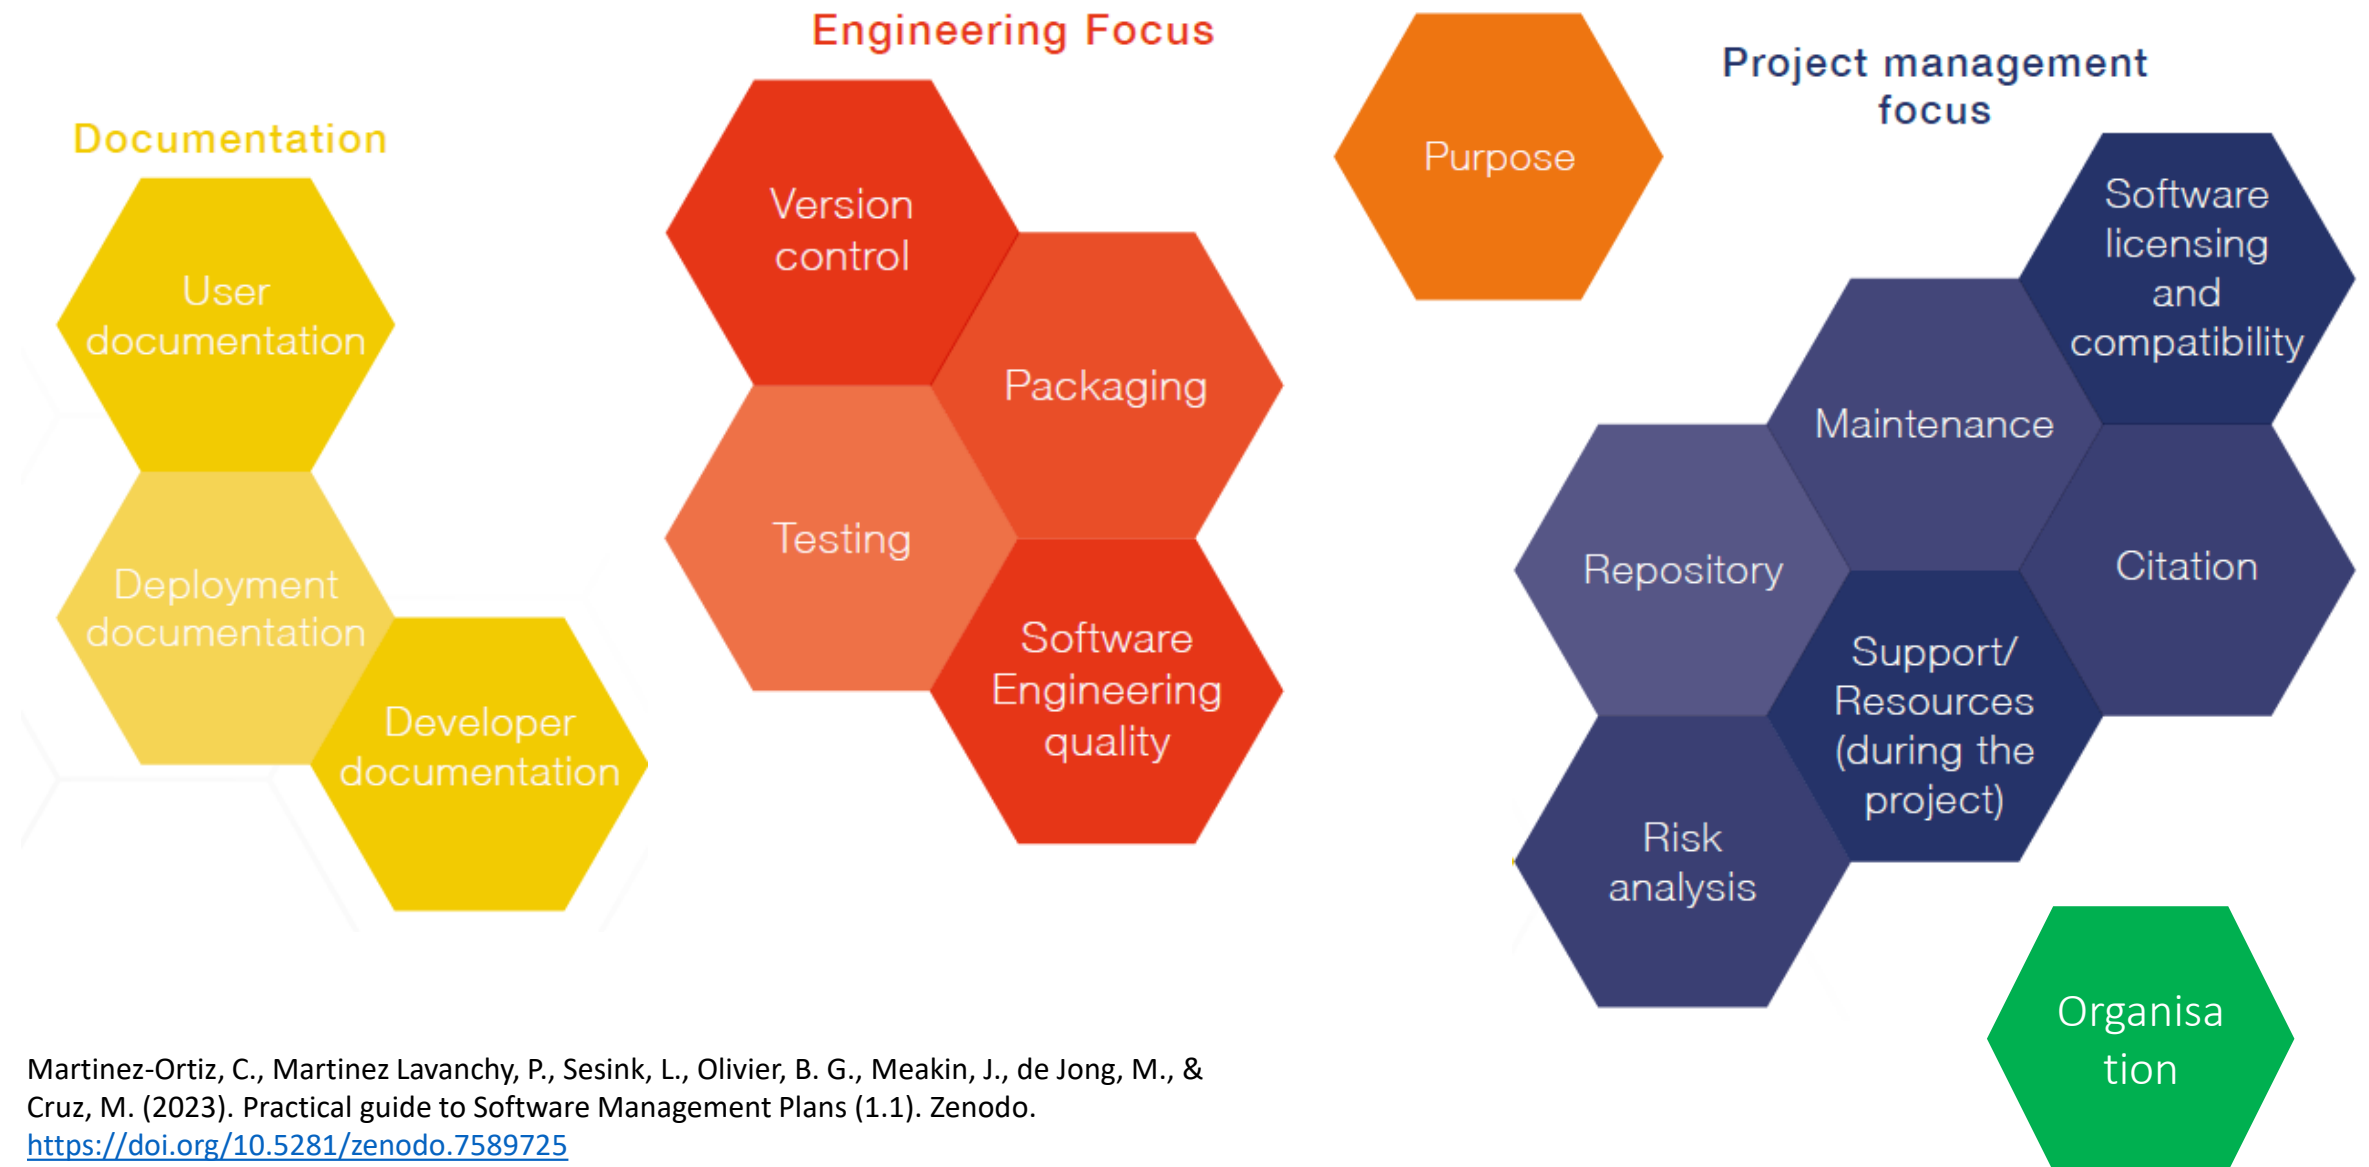 Documentation
User
documentation
Deployment
documentation
Developer
documentation
Engineering Focus
Version
control
Packaging
Testing
Software
Engineering
quality
Purpose
Project management
focus
Software
licensing
and
compatibility
Maintenance
Repository
Citation
Support/
Resources
(during the
project)
Risk
analysis
Organisa
tion
Martinez-Ortiz, C., Martinez Lavanchy, P., Sesink, L., Olivier, B. G., Meakin, J., de Jong, M., &
Cruz, M. (2023). Practical guide to Software Management Plans (1.1). Zenodo.
https://doi.org/10.5281/zenodo.7589725